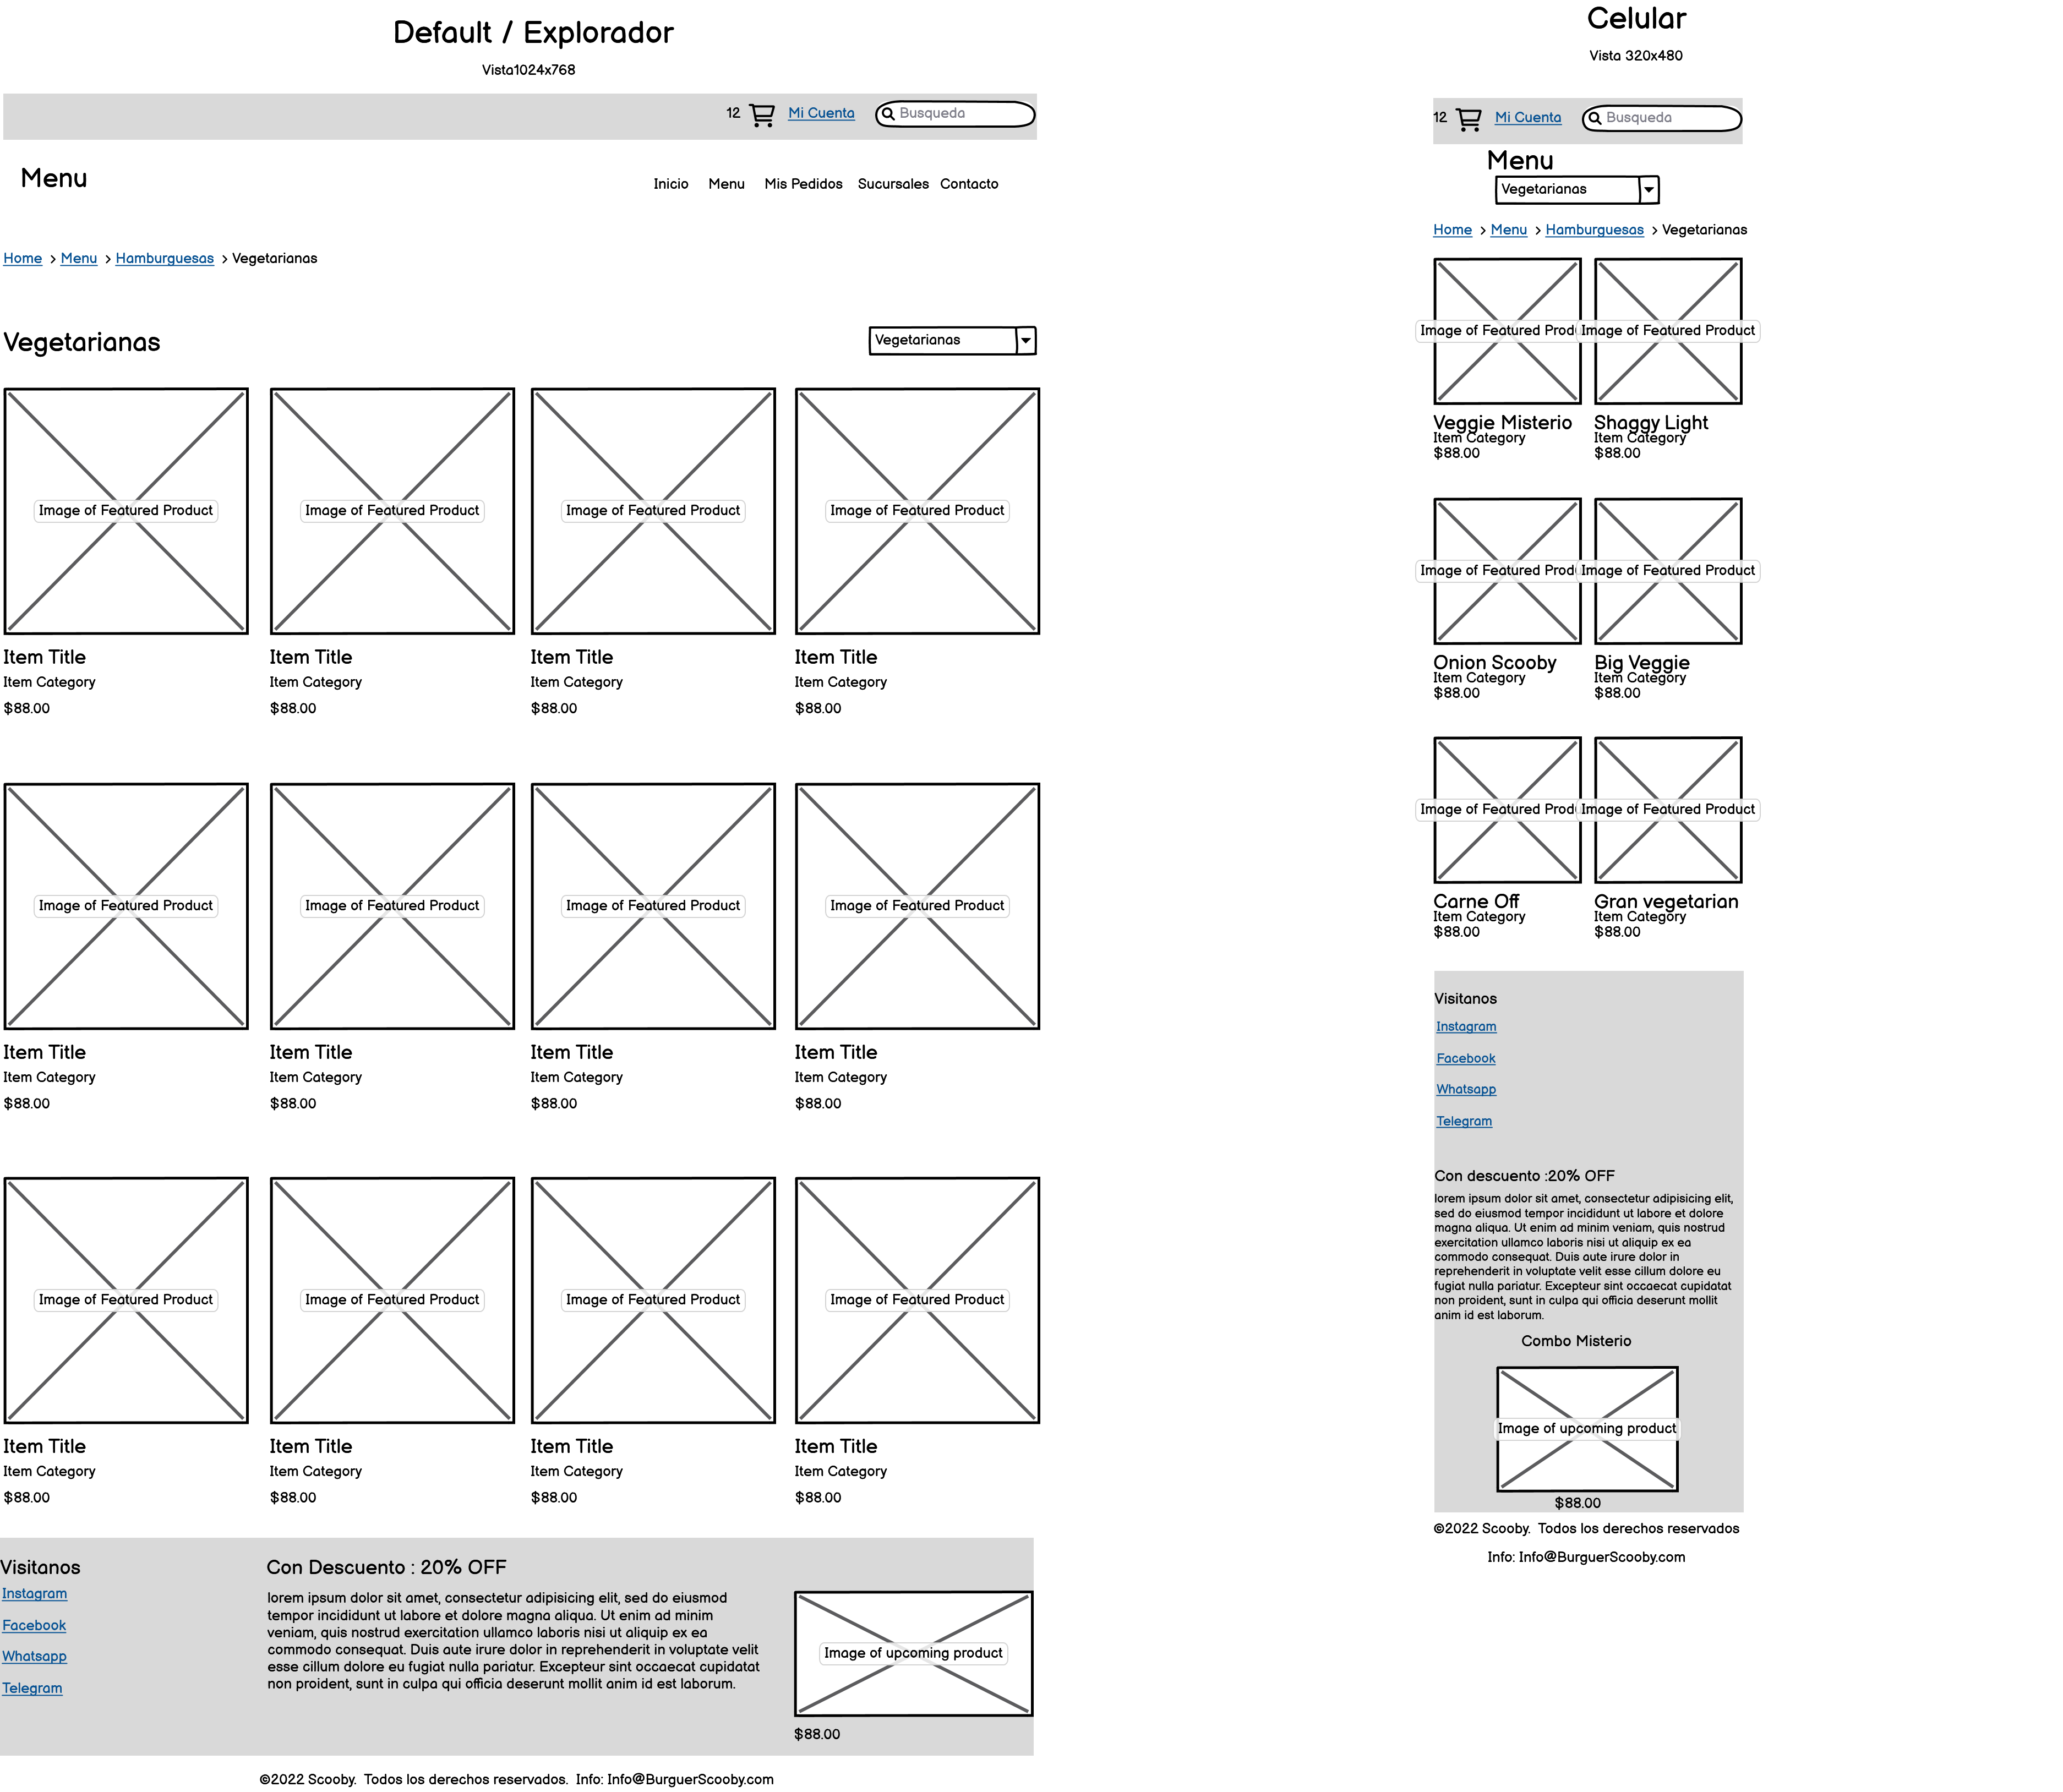 Default / Explorador
Vista1024x768
12 Mi Cuenta Busqueda
Menu
Inicio Menu Mis Pedidos Sucursales Contacto
Home > Menu > Hamburguesas > Vegetarianas
Vegetarianas
Vegetarianas
Image of Featured Product Image of Featured Product Image of Featured Product Image of Featured Product
Item Title Item Title Item Title Item Title
Item Category Item Category Item Category Item Category
$88.00 $88.00 $88.00 $88.00
Image of Featured Product Image of Featured Product Image of Featured Product Image of Featured Product
Item Title Item Title Item Title Item Title
Item Category Item Category Item Category Item Category
$88.00 $88.00 $88.00 $88.00
Image of Featured Product Image of Featured Product Image of Featured Product Image of Featured Product
Item Title Item Title Item Title Item Title
Item Category Item Category Item Category Item Category
$88.00 $88.00 $88.00 $88.00
Visitanos
Instagram
Facebook
Whatsapp
Telegram
Con Descuento : 20% OFF
lorem ipsum dolor sit amet, consectetur adipisicing elit, sed do eiusmod
tempor incididunt ut labore et dolore magna aliqua. Ut enim ad minim
veniam, quis nostrud exercitation ullamco laboris nisi ut aliquip ex ea
commodo consequat. Duis aute irure dolor in reprehenderit in voluptate velit
esse cillum dolore eu fugiat nulla pariatur. Excepteur sint occaecat cupidatat
non proident, sunt in culpa qui officia deserunt mollit anim id est laborum.
Image of upcoming product
$88.00
©2022 Scooby. Todos los derechos reservados. Info: Info@BurguerScooby.com
Celular
Vista 320x480
12 Mi Cuenta Busqueda
Menu
Vegetarianas
Home > Menu > Hamburguesas > Vegetarianas
Image of Featured Produ Image of Featured Product
Veggie Misterio Shaggy Light
Item Category Item Category
$88.00 $88.00
Image of Featured Produ Image of Featured Product
Onion Scooby Big Veggie
Item Category Item Category
$88.00 $88.00
Image of Featured Produ Image of Featured Product
Carne Off Gran vegetarian
Item Category Item Category
$88.00 $88.00
Visitanos
Instagram
Facebook
Whatsapp
Telegram
Con descuento :20% OFF
lorem ipsum dolor sit amet, consectetur adipisicing elit,
sed do eiusmod tempor incididunt ut labore et dolore
magna aliqua. Ut enim ad minim veniam, quis nostrud
exercitation ullamco laboris nisi ut aliquip ex ea
commodo consequat. Duis aute irure dolor in
reprehenderit in voluptate velit esse cillum dolore eu
fugiat nulla pariatur. Excepteur sint occaecat cupidatat
non proident, sunt in culpa qui officia deserunt mollit
anim id est laborum.
Combo Misterio
Image of upcoming product
$88.00
©2022 Scooby. Todos los derechos reservados
Info: Info@BurguerScooby.com